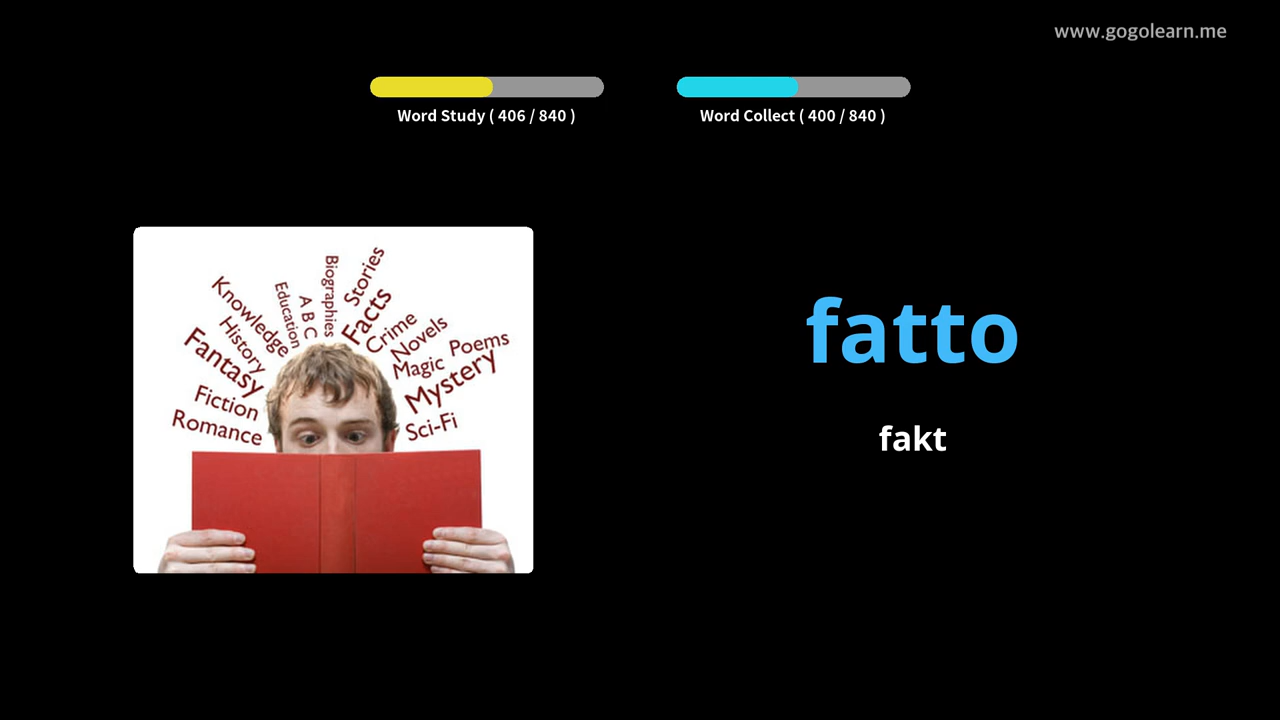 www.gogolearn.me
Word Study ( 406 / 840 )
Word Collect ( 400 / 840 )
Romance
Fiction
Fantasy
History
Knowledge
Education
A B C
Biographies
Stories
Facts
Crime
Novels
Magic
Poems
Mystery
Sci-Fi
fatto
fakt